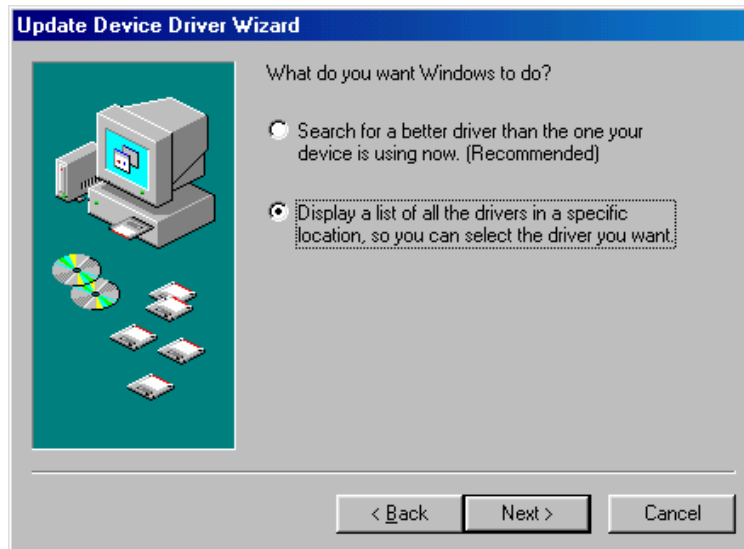 Update Device Driver Wizard
What do you want Windows to do?
Search for a better driver than the one your
device is using now. (Recommended)
Display a list of all the drivers in a specific
location, so you can select the driver you want.
< Back
Next >
Cancel